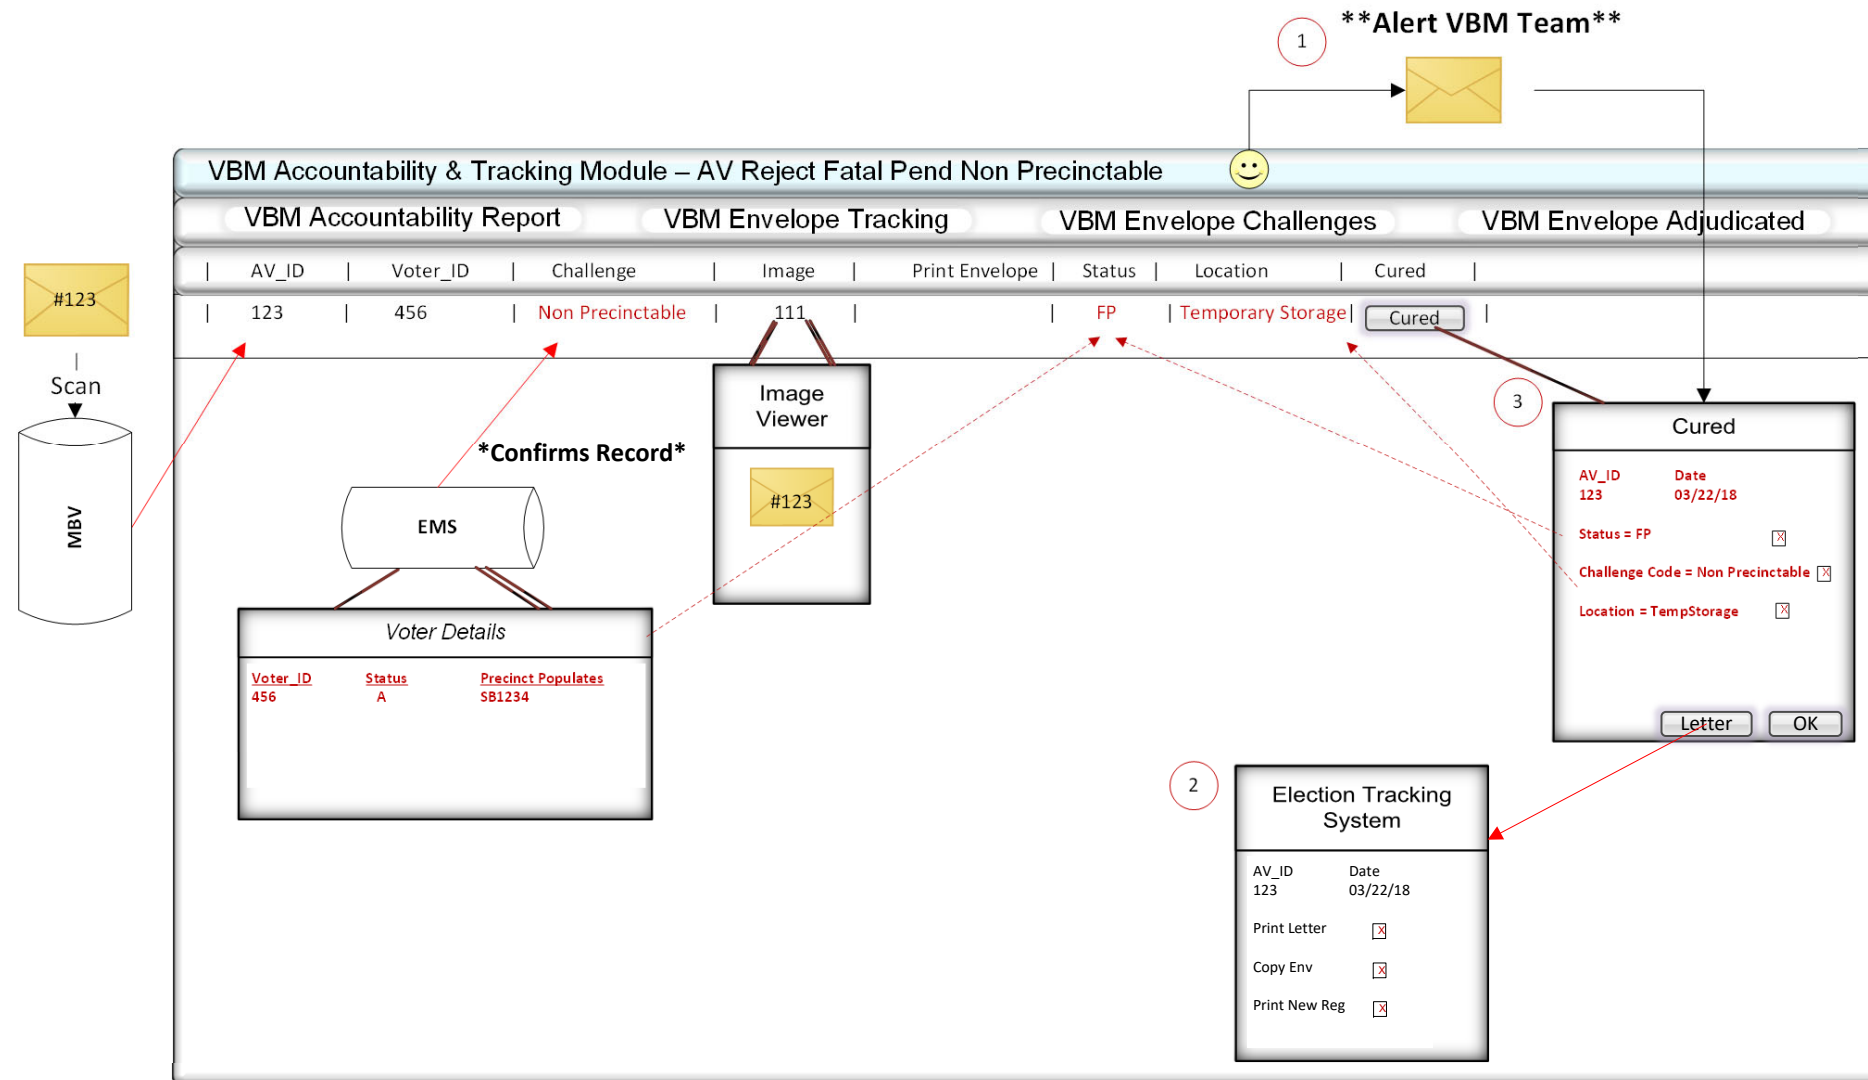 1
**Alert VBM Team**
VBM Accountability & Tracking Module – AV Reject Fatal Pend Non Precinctable
VBM Accountability Report VBM Envelope Tracking VBM Envelope Challenges VBM Envelope Adjudicated
| AV_ID | Voter_ID | Challenge | Image | Print Envelope | Status | Location | Cured |
| 123 | 456 | Non Precinctable | 111 | | FP | Temporary Storage | Cured |
#123
Scan
MBV
*Confirms Record*
EMS
Voter Details
Voter_ID Status Precinct Populates
456 A SB1234
Image
Viewer
#123
3
Cured
AV_ID Date
123 03/22/18
Status = FP X
Challenge Code = Non Precinctable X
Location = TempStorage X
Letter OK
2
Election Tracking
System
AV_ID Date
123 03/22/18
Print Letter X
Copy Env X
Print New Reg X